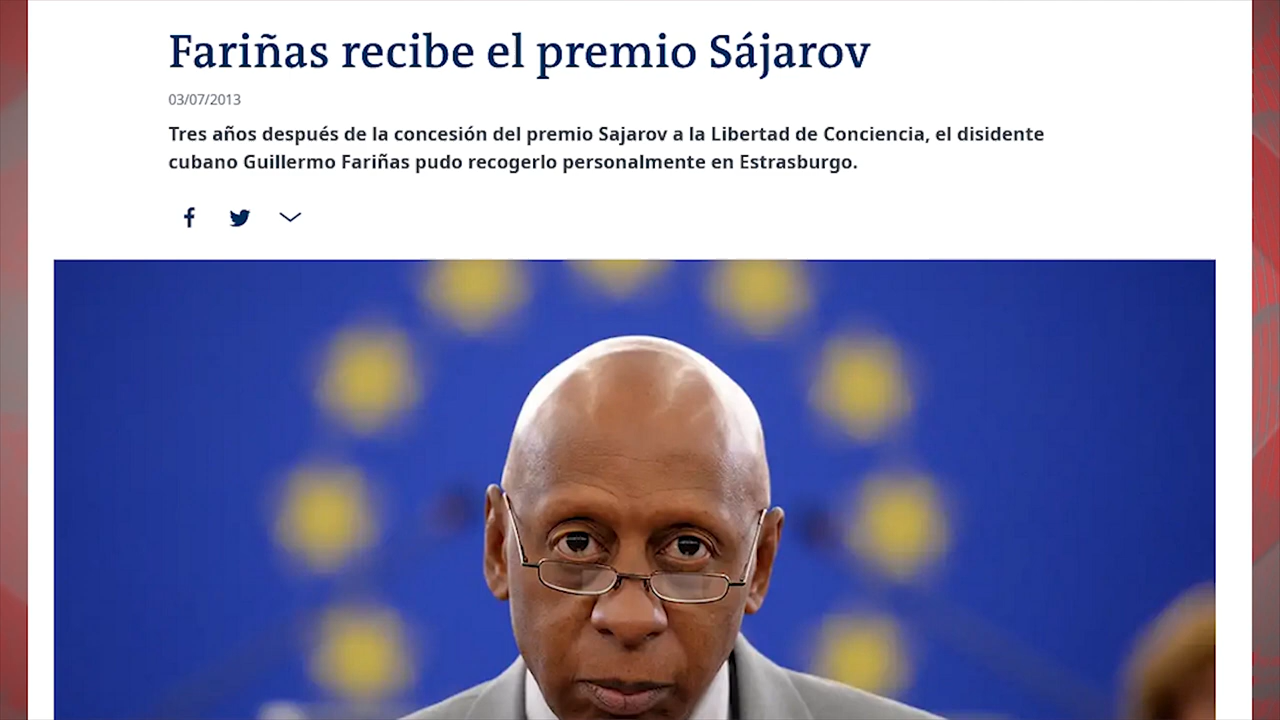 Fariñas recibe el premio Sájarov
03/07/2013
Tres años después de la concesión del premio Sajarov a la Libertad de Conciencia, el disidente
cubano Guillermo Fariñas pudo recogerlo personalmente en Estrasburgo.